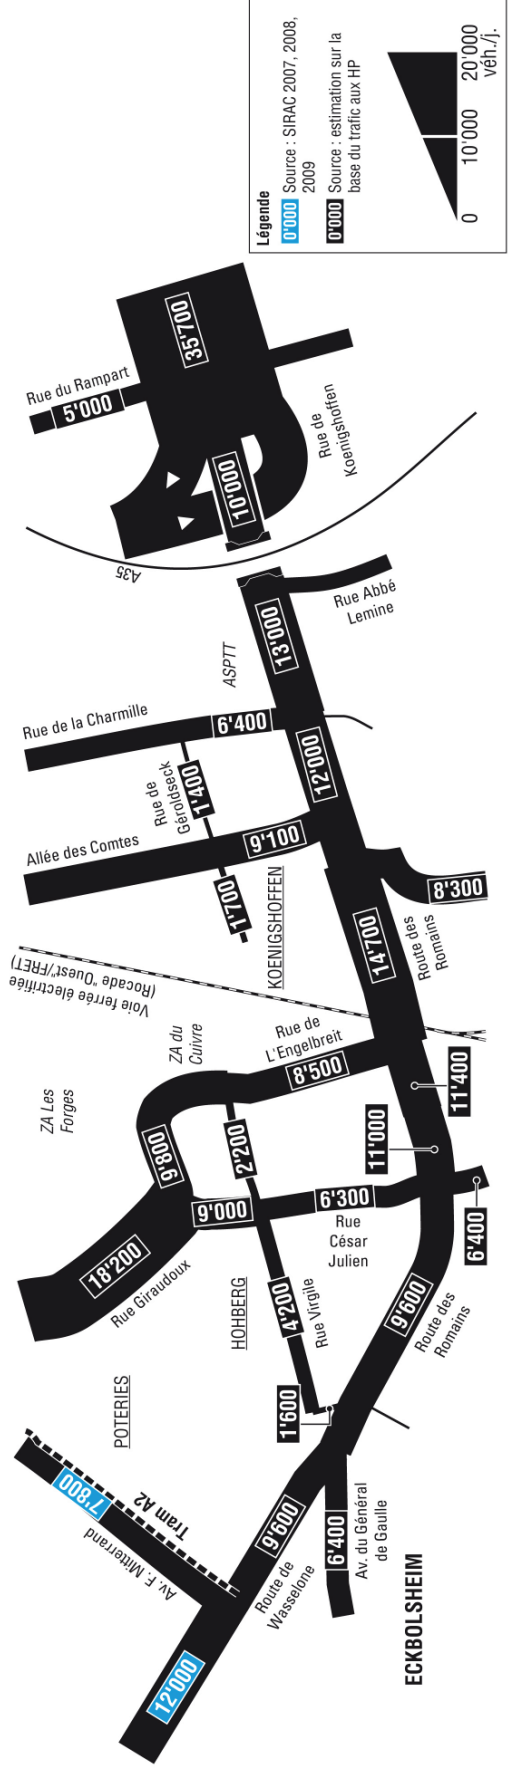 Légende
0'000 Source : SIRAC 2007, 2008,
2009
0'000 Source : estimation sur la
base du trafic aux HP
0
10'000
20'000
véh./j.
Rue du Rampart
5'000
35'700
10'000
Rue de
Koenigshoffen
A35
Rue Abbé
Lemine
13'000
ASPTT
Rue de la Charmille
6'400
12'000
Rue de
Géroldseck
1'400
Allée des Comtes
9'100
1'700
KOENIGSHOFFEN
8'300
Route des
Romains
14'700
Voie ferrée électrifiée
(Rocade "Ouest"/FRET)
ZA du
Cuivre
Rue de
L'Engelbreit
8'500
ZA Les
Forges
11'400
11'000
9'800
2'200
9'000
6'300
Rue
César
Julien
6'400
18'200
Rue Giraudoux
HOHBERG
4'200
Rue Virgile
9'600
Route des
Romains
POTERIES
1'600
7'800
Tram A2
Av. F. Mitterrand
9'600
Route de
Wasselone
6'400
Av. du Général
de Gaulle
ECKBOLSHEIM
12'000